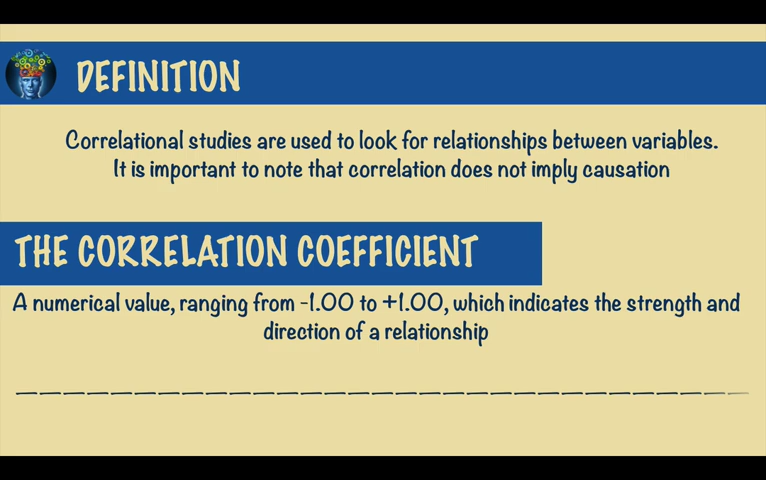 DEFINITION
Correlational studies are used to look for relationships between variables.
It is important to note that correlation does not imply causation
THE CORRELATION COEFFICIENT
A numerical value, ranging from -1.00 to +1.00, which indicates the strength and
direction of a relationship